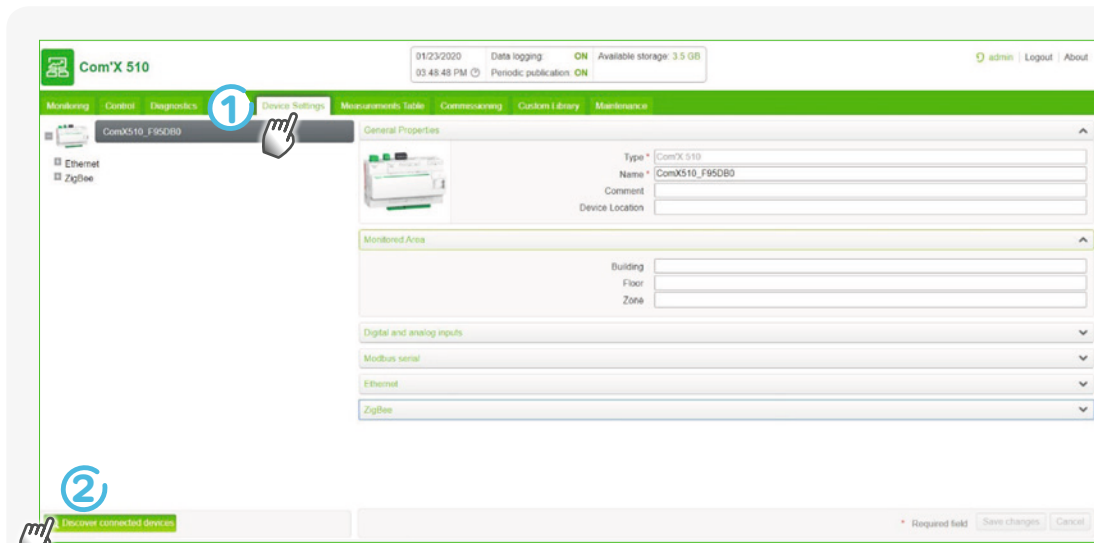 Com'X 510
01/23/2020 Data logging: ON Available storage: 3.5 GB
03:48:48 PM Periodic publication: ON
admin | Logout | About
Monitoring Control Diagnostics Device Settings Measurements Table Commissioning Custom Library Maintenance
1
ComX510_F95DB0
Ethernet
ZigBee
General Properties
Type * Com'X 510
Name * ComX510_F95DB0
Comment
Device Location
Monitored Area
Building
Floor
Zone
Digital and analog inputs
Modbus serial
Ethernet
ZigBee
2
Discover connected devices
* Required field Save changes Cancel